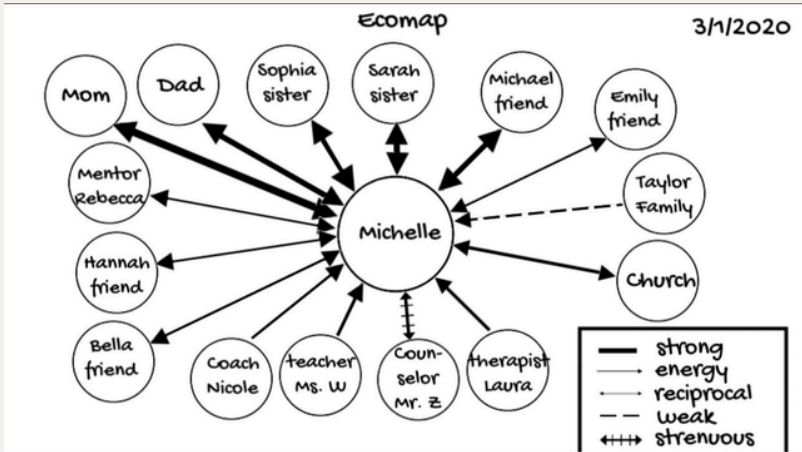 Ecomap
3/1/2020
Mom
Dad
Sophia
sister
Sarah
sister
Michael
friend
Emily
friend
Mentor
Rebecca
Taylor
Family
Michelle
Hannah
friend
Church
Bella
friend
Coach
Nicole
teacher
Ms. W
Coun-
selor
Mr. Z
therapist
Laura
strong
energy
reciprocal
weak
strenuous